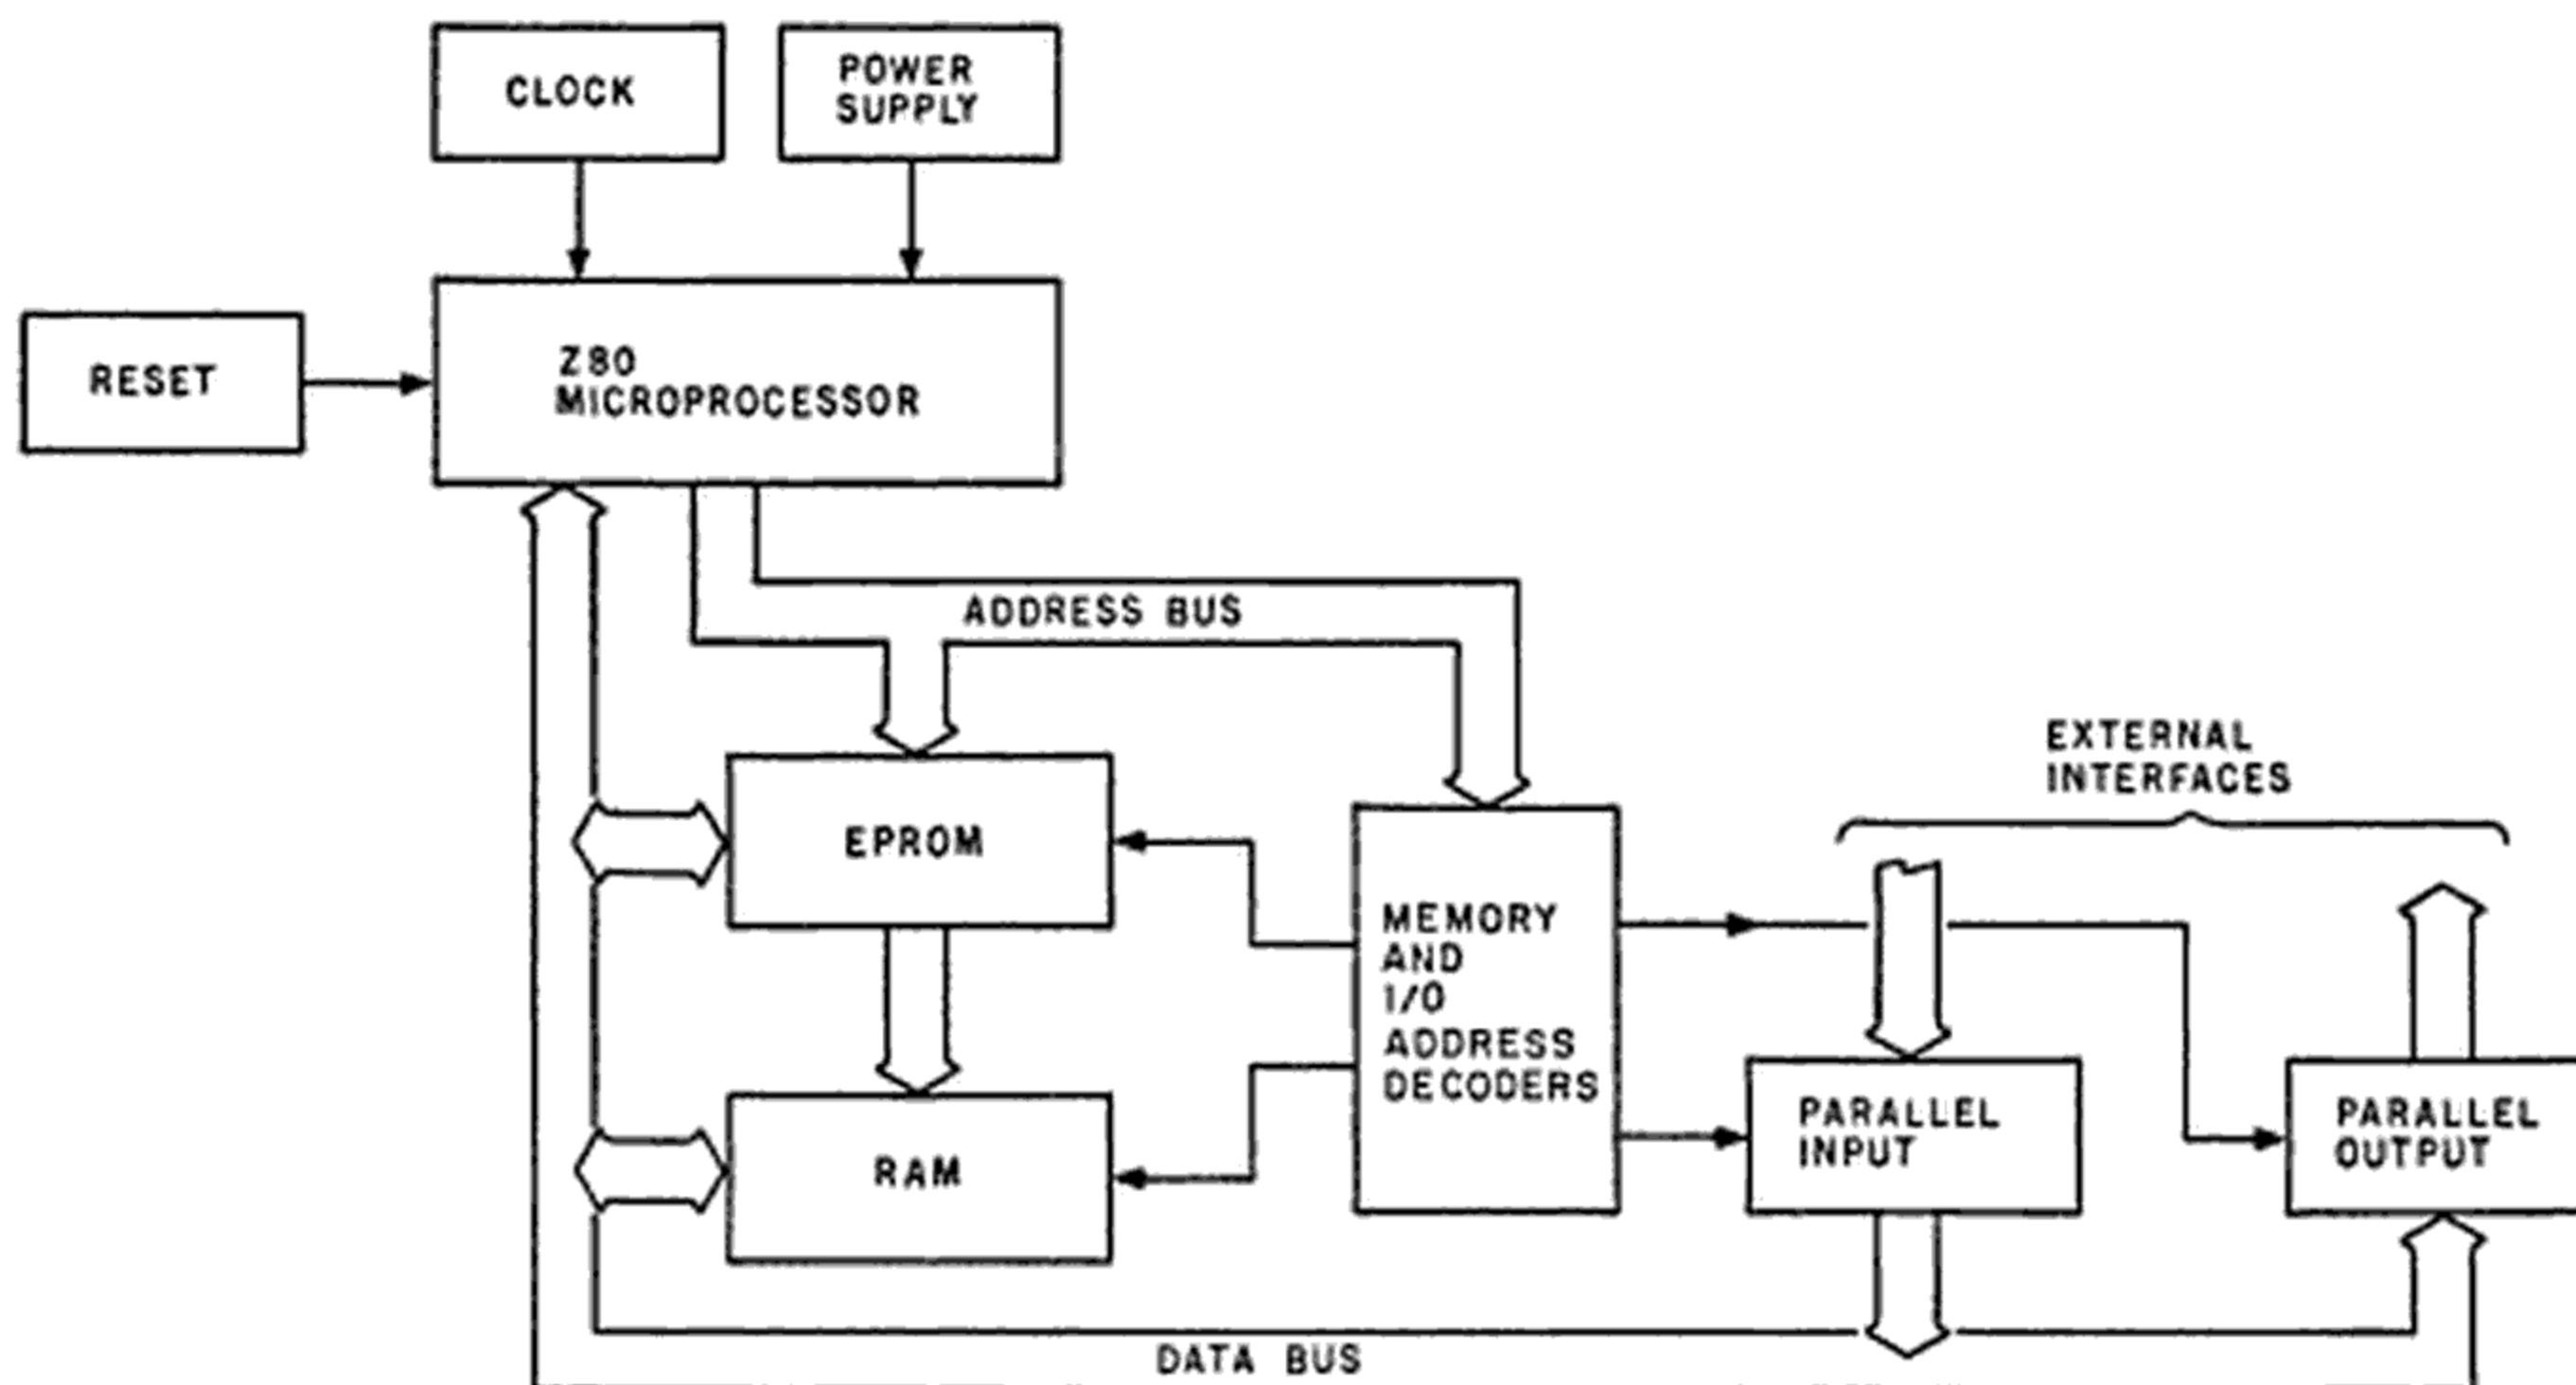 CLOCK
POWER
SUPPLY
RESET
Z80
MICROPROCESSOR
ADDRESS BUS
EXTERNAL
INTERFACES
EPROM
MEMORY
AND
I/O
ADDRESS
DECODERS
PARALLEL
INPUT
PARALLEL
OUTPUT
RAM
DATA BUS